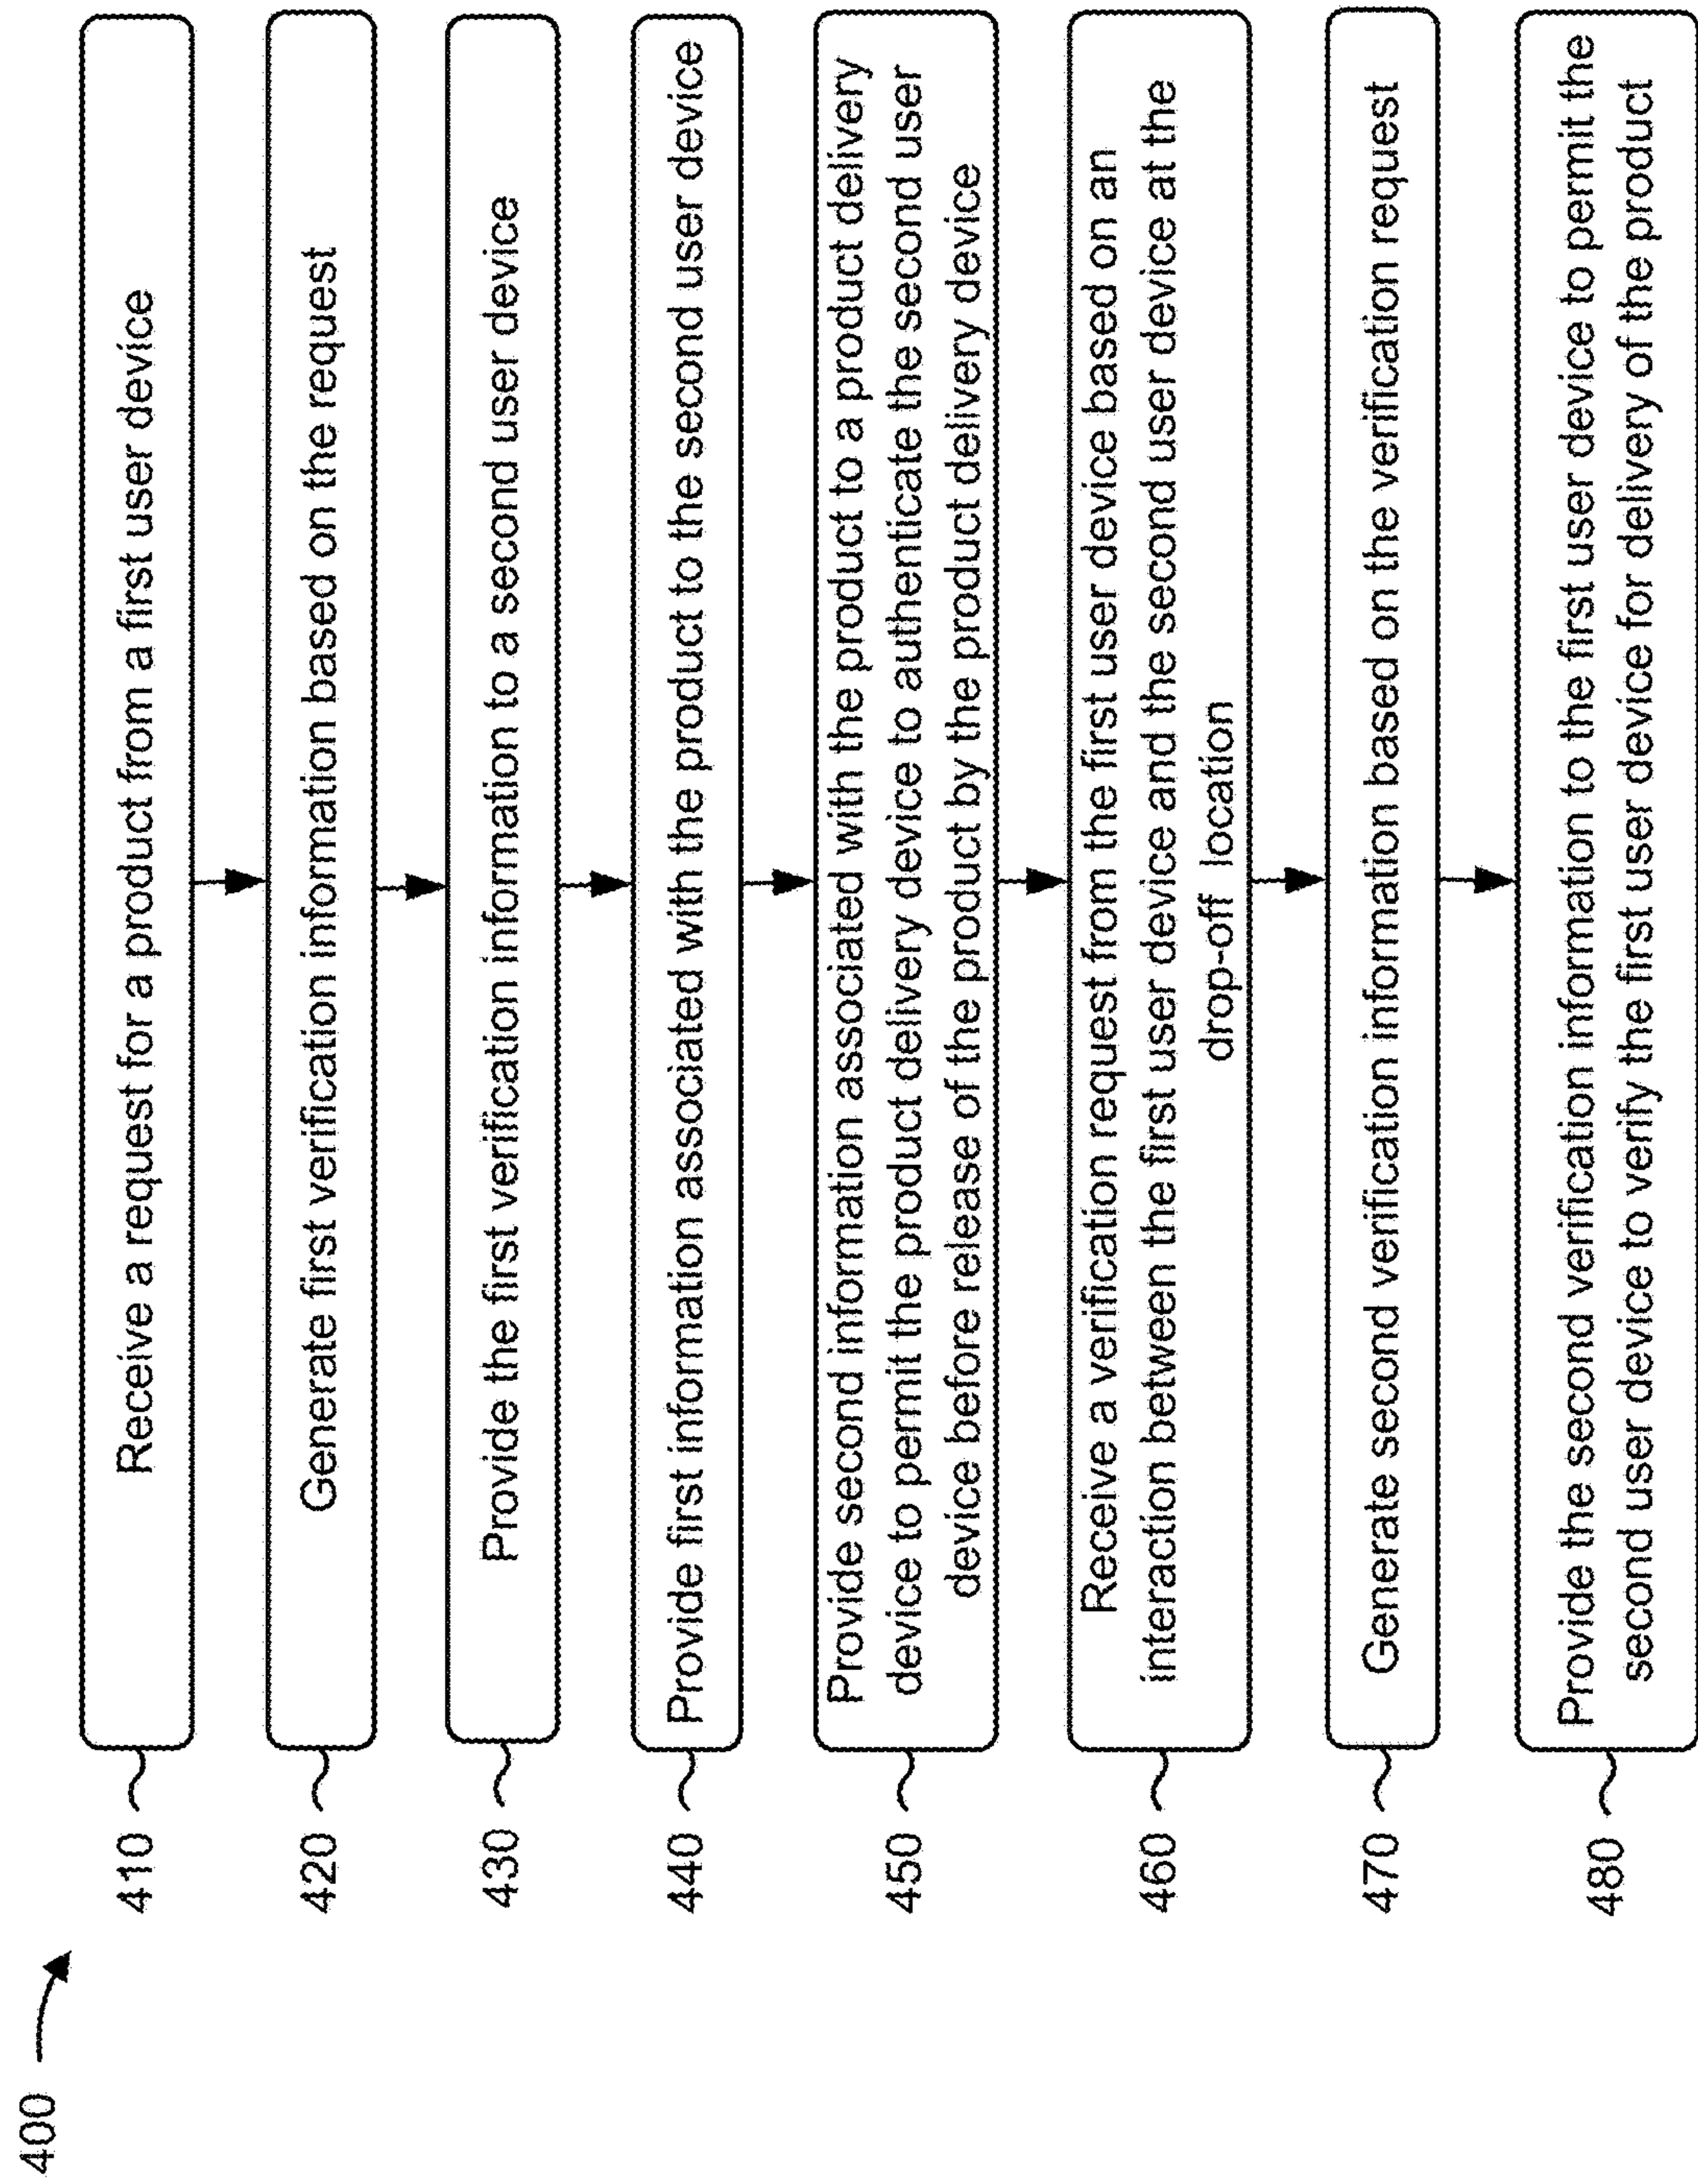 400
410
Receive a request for a product from a first user device
420
Generate first verification information based on the request
430
Provide the first verification information to a second user device
440
Provide first information associated with the product to the second user device
450
Provide second information associated with the product to a product delivery
device to permit the product delivery device to authenticate the second user
device before release of the product by the product delivery device
460
Receive a verification request from the first user device based on an
interaction between the first user device and the second user device at the
drop-off location
470
Generate second verification information based on the verification request
480
Provide the second verification information to the first user device to permit the
second user device to verify the first user device for delivery of the product